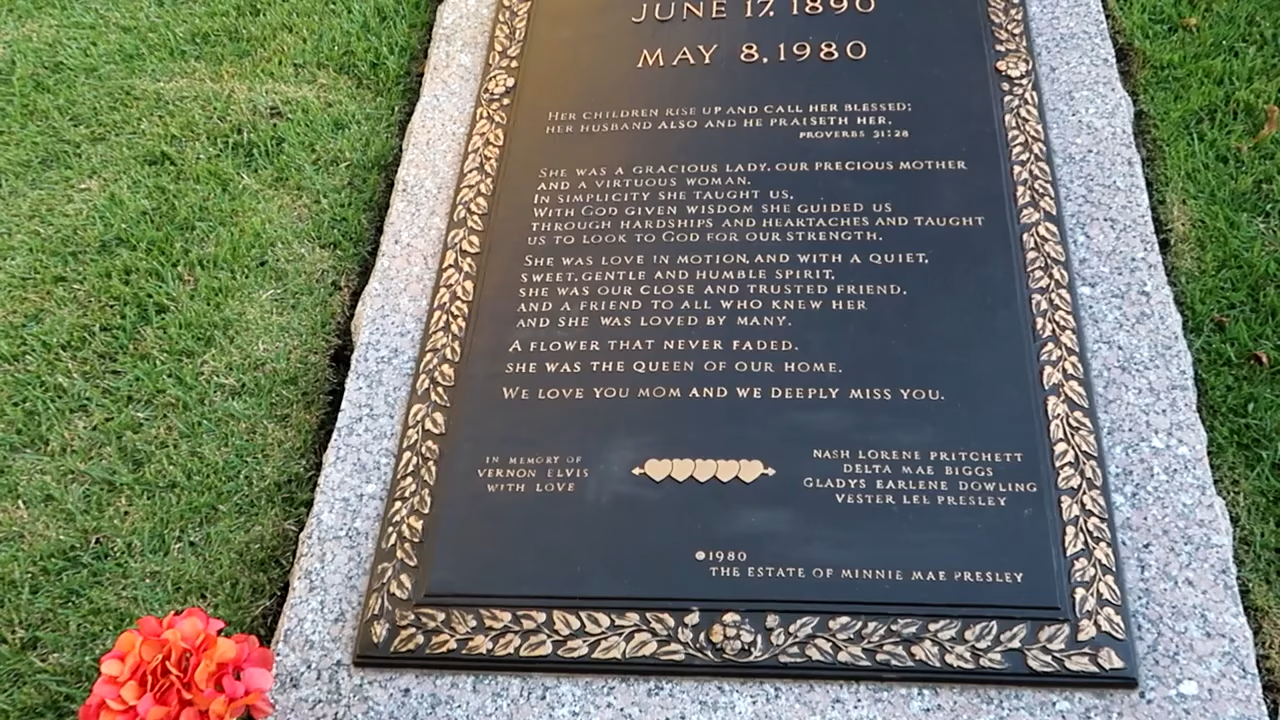 JUNE 17, 1890
MAY 8, 1980
HER CHILDREN RISE UP AND CALL HER BLESSED;
HER HUSBAND ALSO AND HE PRAISETH HER.
PROVERBS 31:28
SHE WAS A GRACIOUS LADY, OUR PRECIOUS MOTHER
AND A VIRTUOUS WOMAN.
IN SIMPLICITY SHE TAUGHT US,
WITH GOD GIVEN WISDOM SHE GUIDED US
THROUGH HARDSHIPS AND HEARTACHES AND TAUGHT
US TO LOOK TO GOD FOR OUR STRENGTH.
SHE WAS LOVE IN MOTION, AND WITH A QUIET,
SWEET, GENTLE AND HUMBLE SPIRIT,
SHE WAS OUR CLOSE AND TRUSTED FRIEND,
AND A FRIEND TO ALL WHO KNEW HER
AND SHE WAS LOVED BY MANY.
A FLOWER THAT NEVER FADED.
SHE WAS THE QUEEN OF OUR HOME.
WE LOVE YOU MOM AND WE DEEPLY MISS YOU.
IN MEMORY OF
VERNON ELVIS
WITH LOVE
NASH LORENE PRITCHETT
DELTA MAE BIGGS
GLADYS EARLENE DOWLING
VESTER LEE PRESLEY
©1980
THE ESTATE OF MINNIE MAE PRESLEY